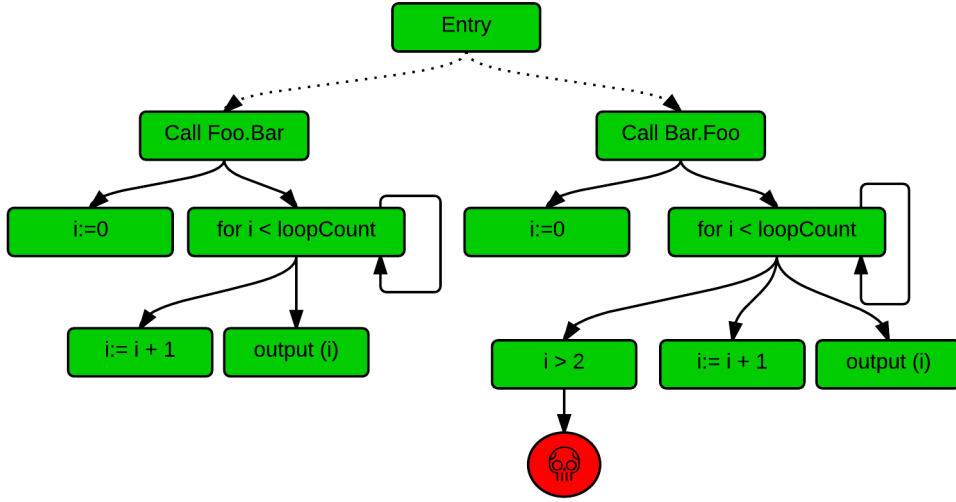 Entry
Call Foo.Bar
Call Bar.Foo
i:=0
for i < loopCount
i:=0
for i < loopCount
i:= i + 1
output (i)
i > 2
i:= i + 1
output (i)